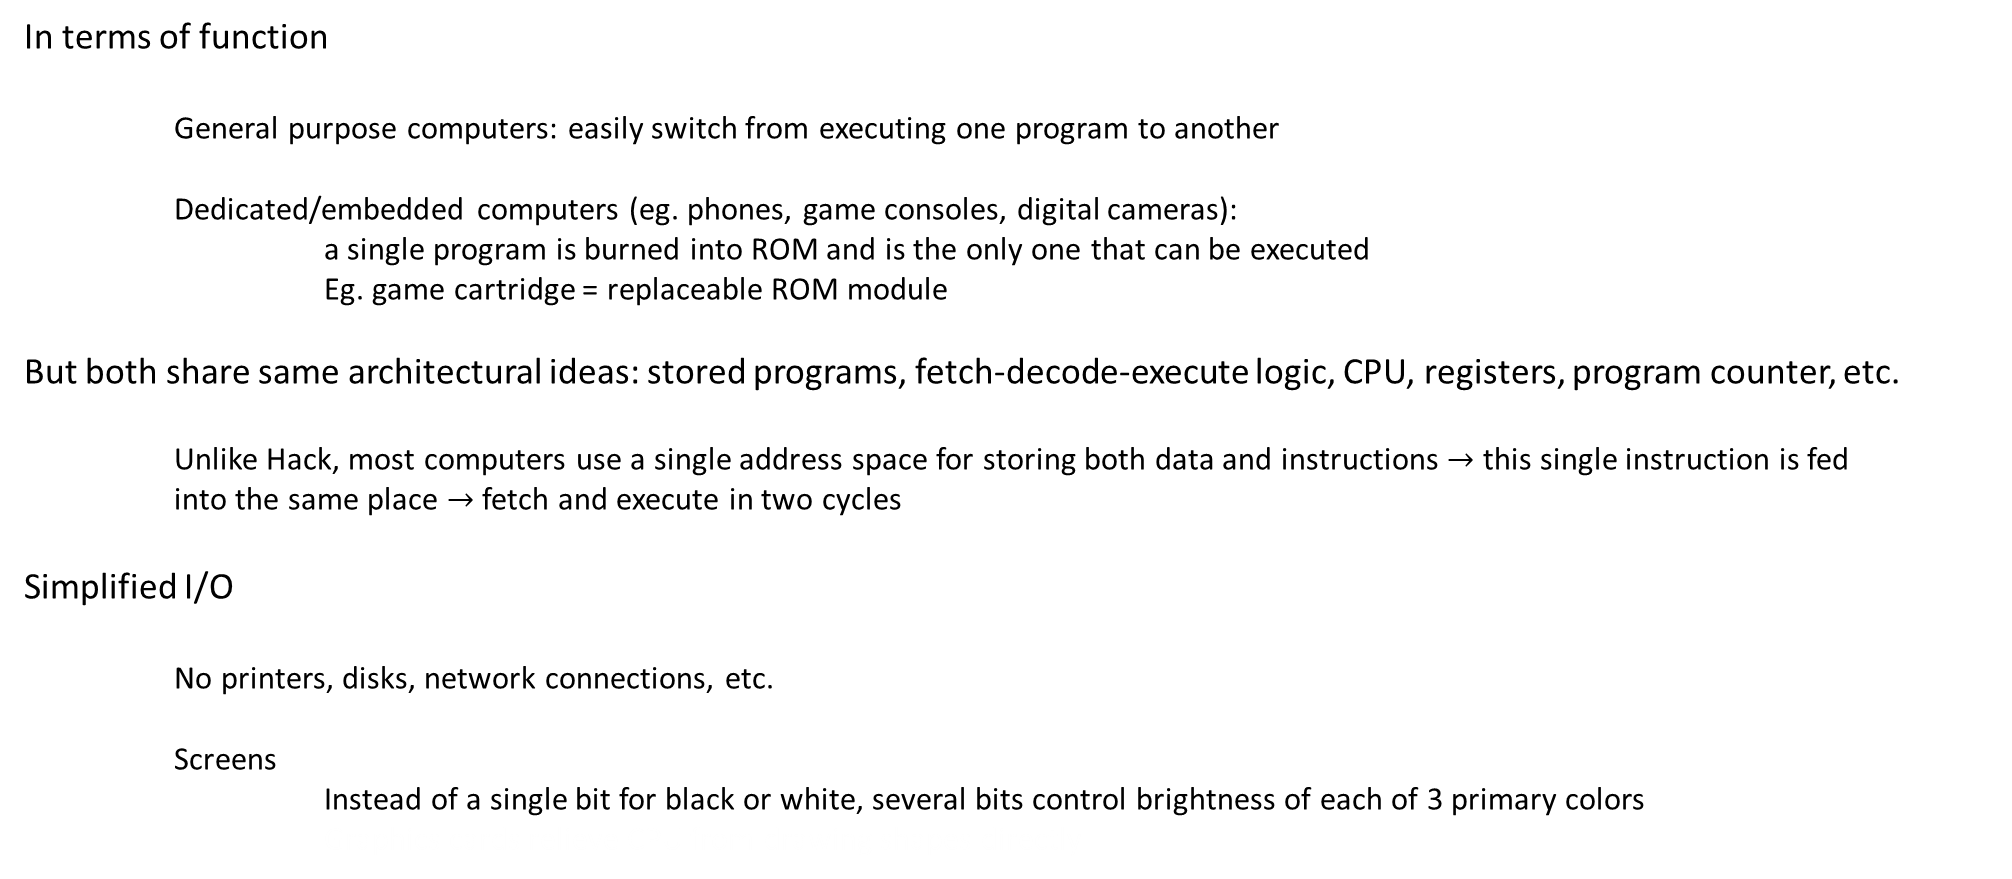 In terms of function
General purpose computers: easily switch from executing one program to another
Dedicated/embedded computers (eg. phones, game consoles, digital cameras):
a single program is burned into ROM and is the only one that can be executed
Eg. game cartridge = replaceable ROM module
But both share same architectural ideas: stored programs, fetch-decode-execute logic, CPU, registers, program counter, etc.
Unlike Hack, most computers use a single address space for storing both data and instructions → this single instruction is fed
into the same place → fetch and execute in two cycles
Simplified I/O
No printers, disks, network connections, etc.
Screens
Instead of a single bit for black or white, several bits control brightness of each of 3 primary colors